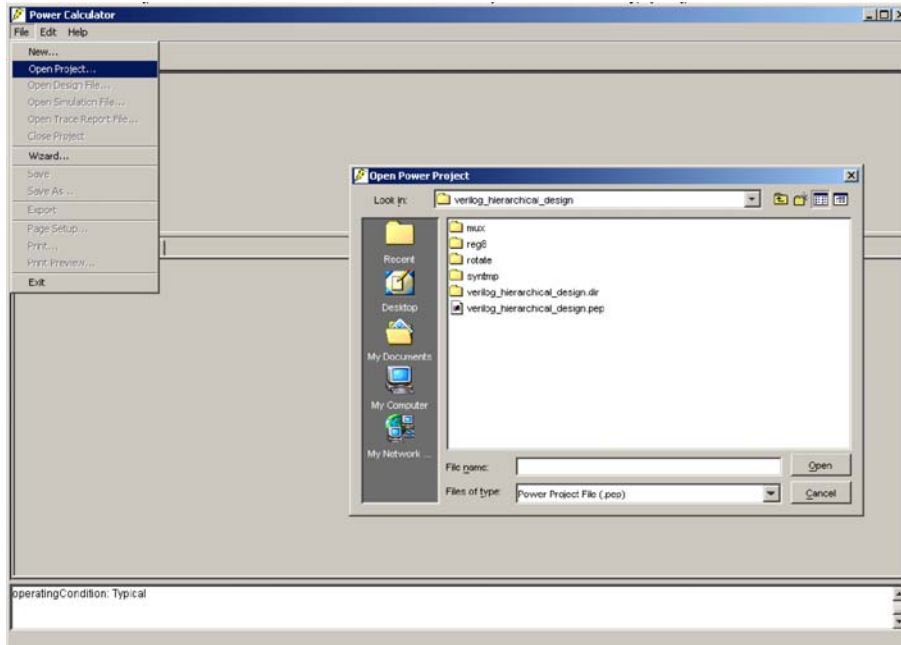 Power Calculator
File Edit Help
New...
Open Project...
Open Design File...
Open Simulation File...
Open Trace Report File...
Close Project
Wizard...
Save
Save As ...
Export
Page Setup...
Print...
Print Preview...
Exit
Open Power Project
Look in: verilog_hierarchical_design
Recent
Desktop
My Documents
My Computer
My Network ...
mux
reg8
rotate
syntmp
verilog_hierarchical_design.dir
verilog_hierarchical_design.pep
File name: Open
Files of type: Power Project File (.pep) Cancel
operatingCondition: Typical